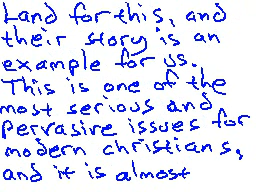 Land for this, and
their story is an
example for us.
This is one of the
most serious and
pervasive issues for
modern christians,
and it is almost